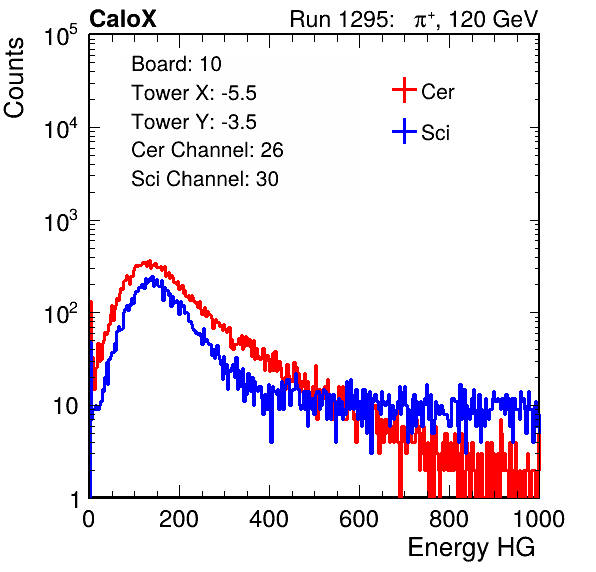 CaloX Run 1295: π⁺, 120 GeV
Counts
10⁵
10⁴
10³
10²
10
1
Board: 10
Tower X: -5.5
Tower Y: -3.5
Cer Channel: 26
Sci Channel: 30
Cer
Sci
0 200 400 600 800 1000
Energy HG